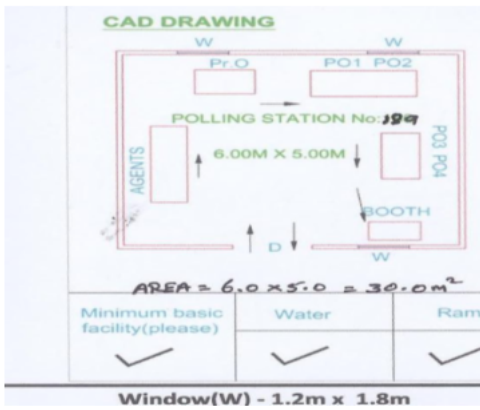 CAD DRAWING
W W
Pr.O PO1 PO2
POLLING STATION No: 189
AGENTS
6.00M X 5.00M
PO3 PO4
BOOTH
D
W
AREA = 6.0 x 5.0 = 30.0m²
Minimum basic facility(please)
Water
Ram
Window(W) - 1.2m x 1.8m